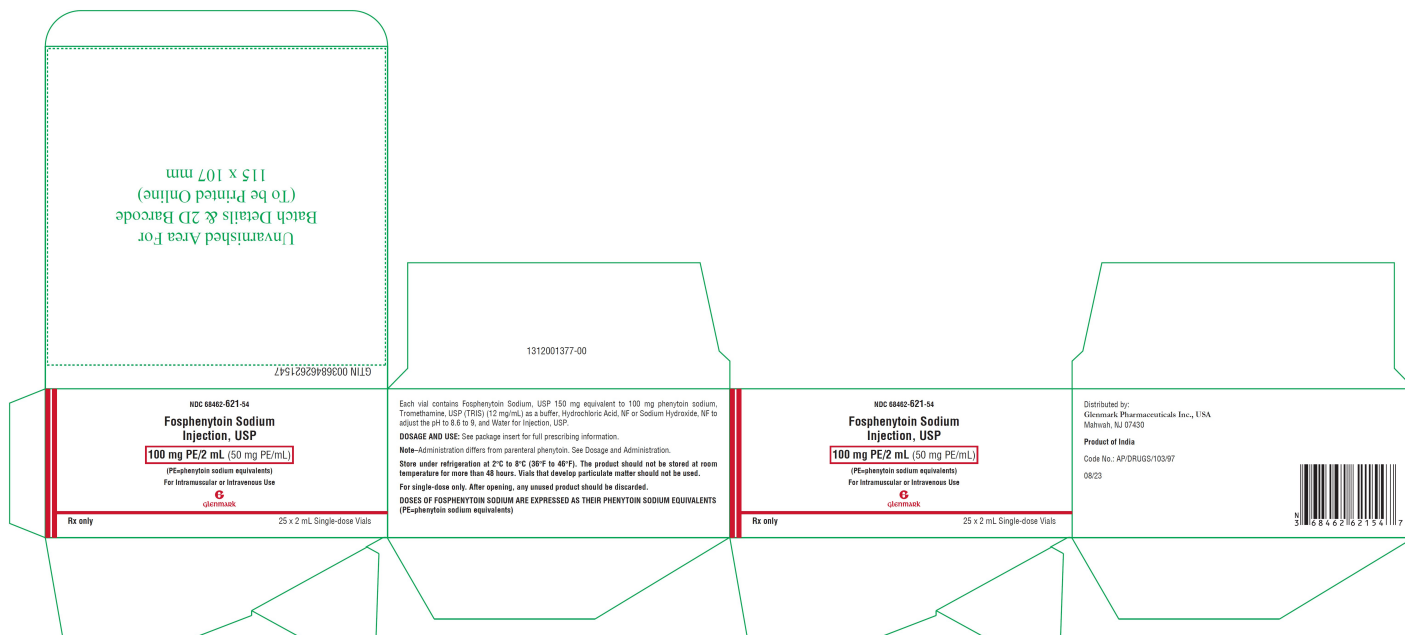 Unvarnished Area For
Batch Details & 2D Barcode
(To be Printed Online)
115 x 107 mm
GTIN 00368462621547
1312001377-00
NDC 68462-621-54
Fosphenytoin Sodium
Injection, USP
100 mg PE/2 mL (50 mg PE/mL)
(PE=phenytoin sodium equivalents)
For Intramuscular or Intravenous Use
G
glenmark
Rx only
25 x 2 mL Single-dose Vials
Each vial contains Fosphenytoin Sodium, USP 150 mg equivalent to 100 mg phenytoin sodium,
Tromethamine, USP (TRIS) (12 mg/mL) as a buffer, Hydrochloric Acid, NF or Sodium Hydroxide, NF to
adjust the pH to 8.6 to 9, and Water for Injection, USP.
DOSAGE AND USE: See package insert for full prescribing information.
Note–Administration differs from parenteral phenytoin. See Dosage and Administration.
Store under refrigeration at 2°C to 8°C (36°F to 46°F). The product should not be stored at room
temperature for more than 48 hours. Vials that develop particulate matter should not be used.
For single-dose only. After opening, any unused product should be discarded.
DOSES OF FOSPHENYTOIN SODIUM ARE EXPRESSED AS THEIR PHENYTOIN SODIUM EQUIVALENTS
(PE=phenytoin sodium equivalents)
NDC 68462-621-54
Fosphenytoin Sodium
Injection, USP
100 mg PE/2 mL (50 mg PE/mL)
(PE=phenytoin sodium equivalents)
For Intramuscular or Intravenous Use
G
glenmark
Rx only
25 x 2 mL Single-dose Vials
Distributed by:
Glenmark Pharmaceuticals Inc., USA
Mahwah, NJ 07430
Product of India
Code No.: AP/DRUGS/103/97
08/23
N
3 68462 62154 7